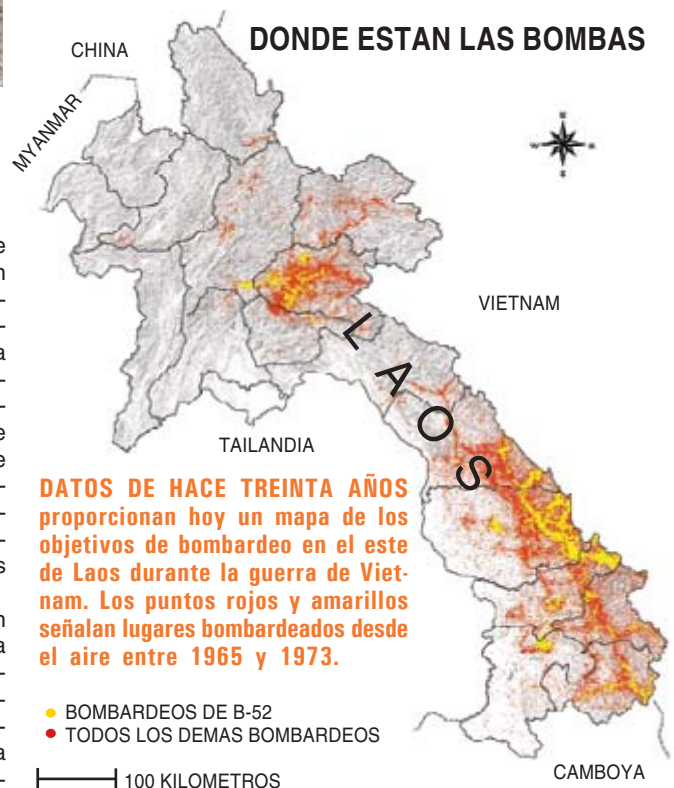 DONDE ESTAN LAS BOMBAS
CHINA
MYANMAR
VIETNAM
LAOS
TAILANDIA
DATOS DE HACE TREINTA AÑOS
proporcionan hoy un mapa de los
objetivos de bombardeo en el este
de Laos durante la guerra de Viet-
nam. Los puntos rojos y amarillos
señalan lugares bombardeados desde
el aire entre 1965 y 1973.
BOMBARDEOS DE B-52
TODOS LOS DEMAS BOMBARDEOS
100 KILOMETROS
CAMBOYA